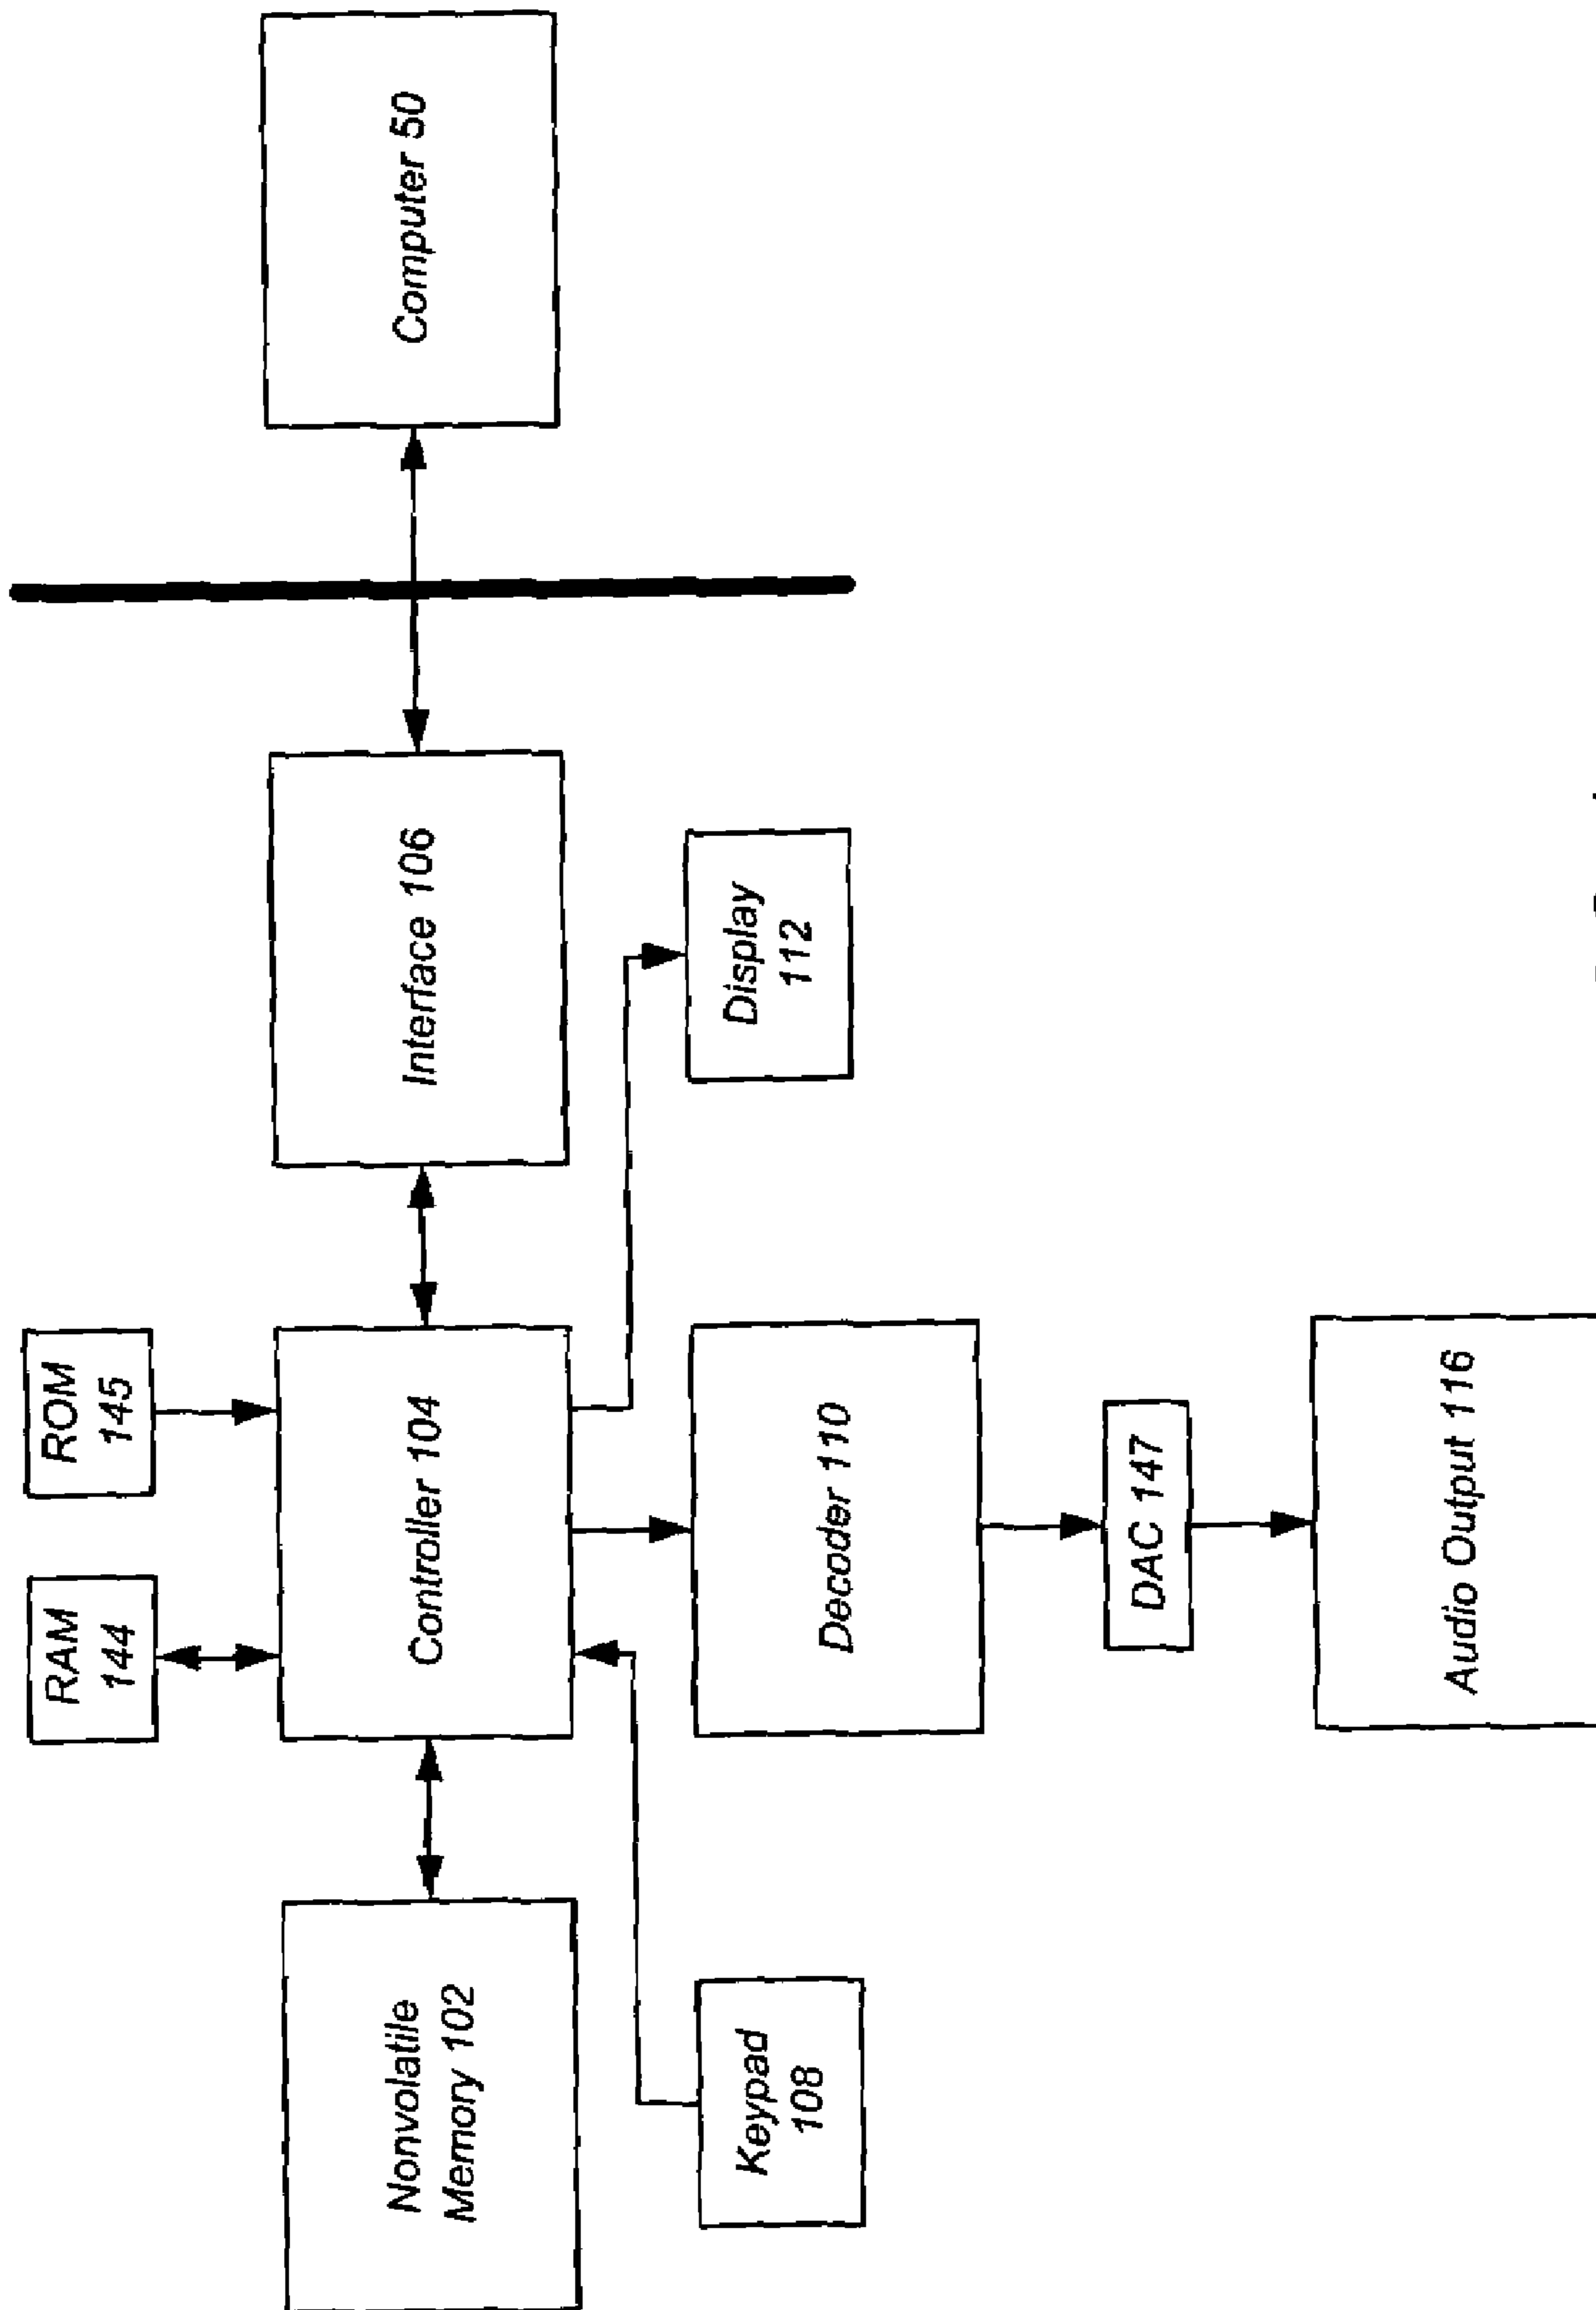 RAM
144
ROM
145
Nonvolatile
Memory 102
Controller 104
Interface 106
Computer 50
Keypad
108
Decoder 110
Display
112
DAC 147
Audio Output 116